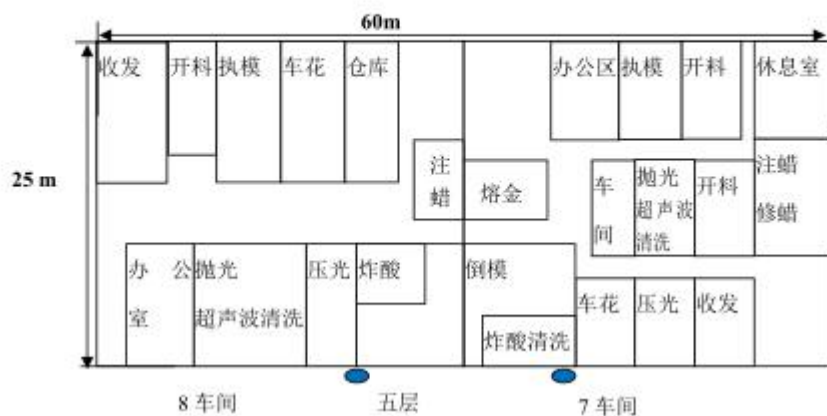 60m
25 m
收发
开料
执模
车花
仓库
办公区
执模
开料
休息室
注
蜡
熔金
车
间
抛光
超声波
清洗
开料
注蜡
修蜡
办 公
室
抛光
超声波清洗
压光
炸酸
倒模
炸酸清洗
车花
压光
收发
8 车间
五层
7 车间